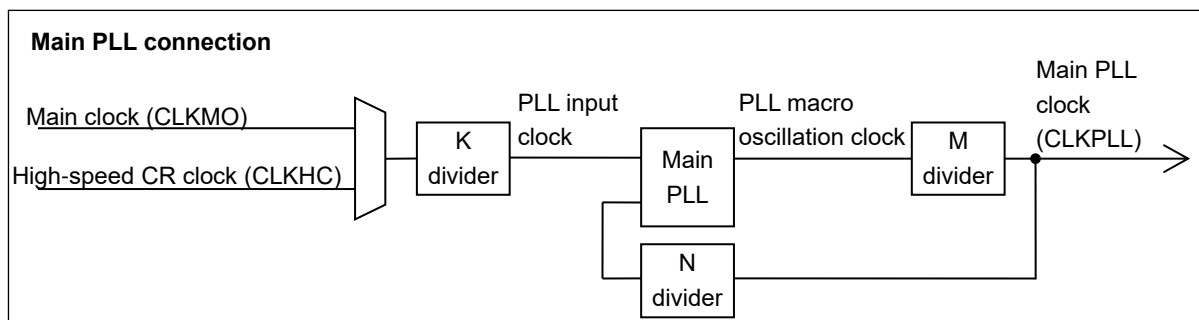 Main PLL connection
Main clock (CLKMO)
High-speed CR clock (CLKHC)
K
divider
PLL input
clock
Main
PLL
PLL macro
oscillation clock
M
divider
Main PLL
clock
(CLKPLL)
N
divider